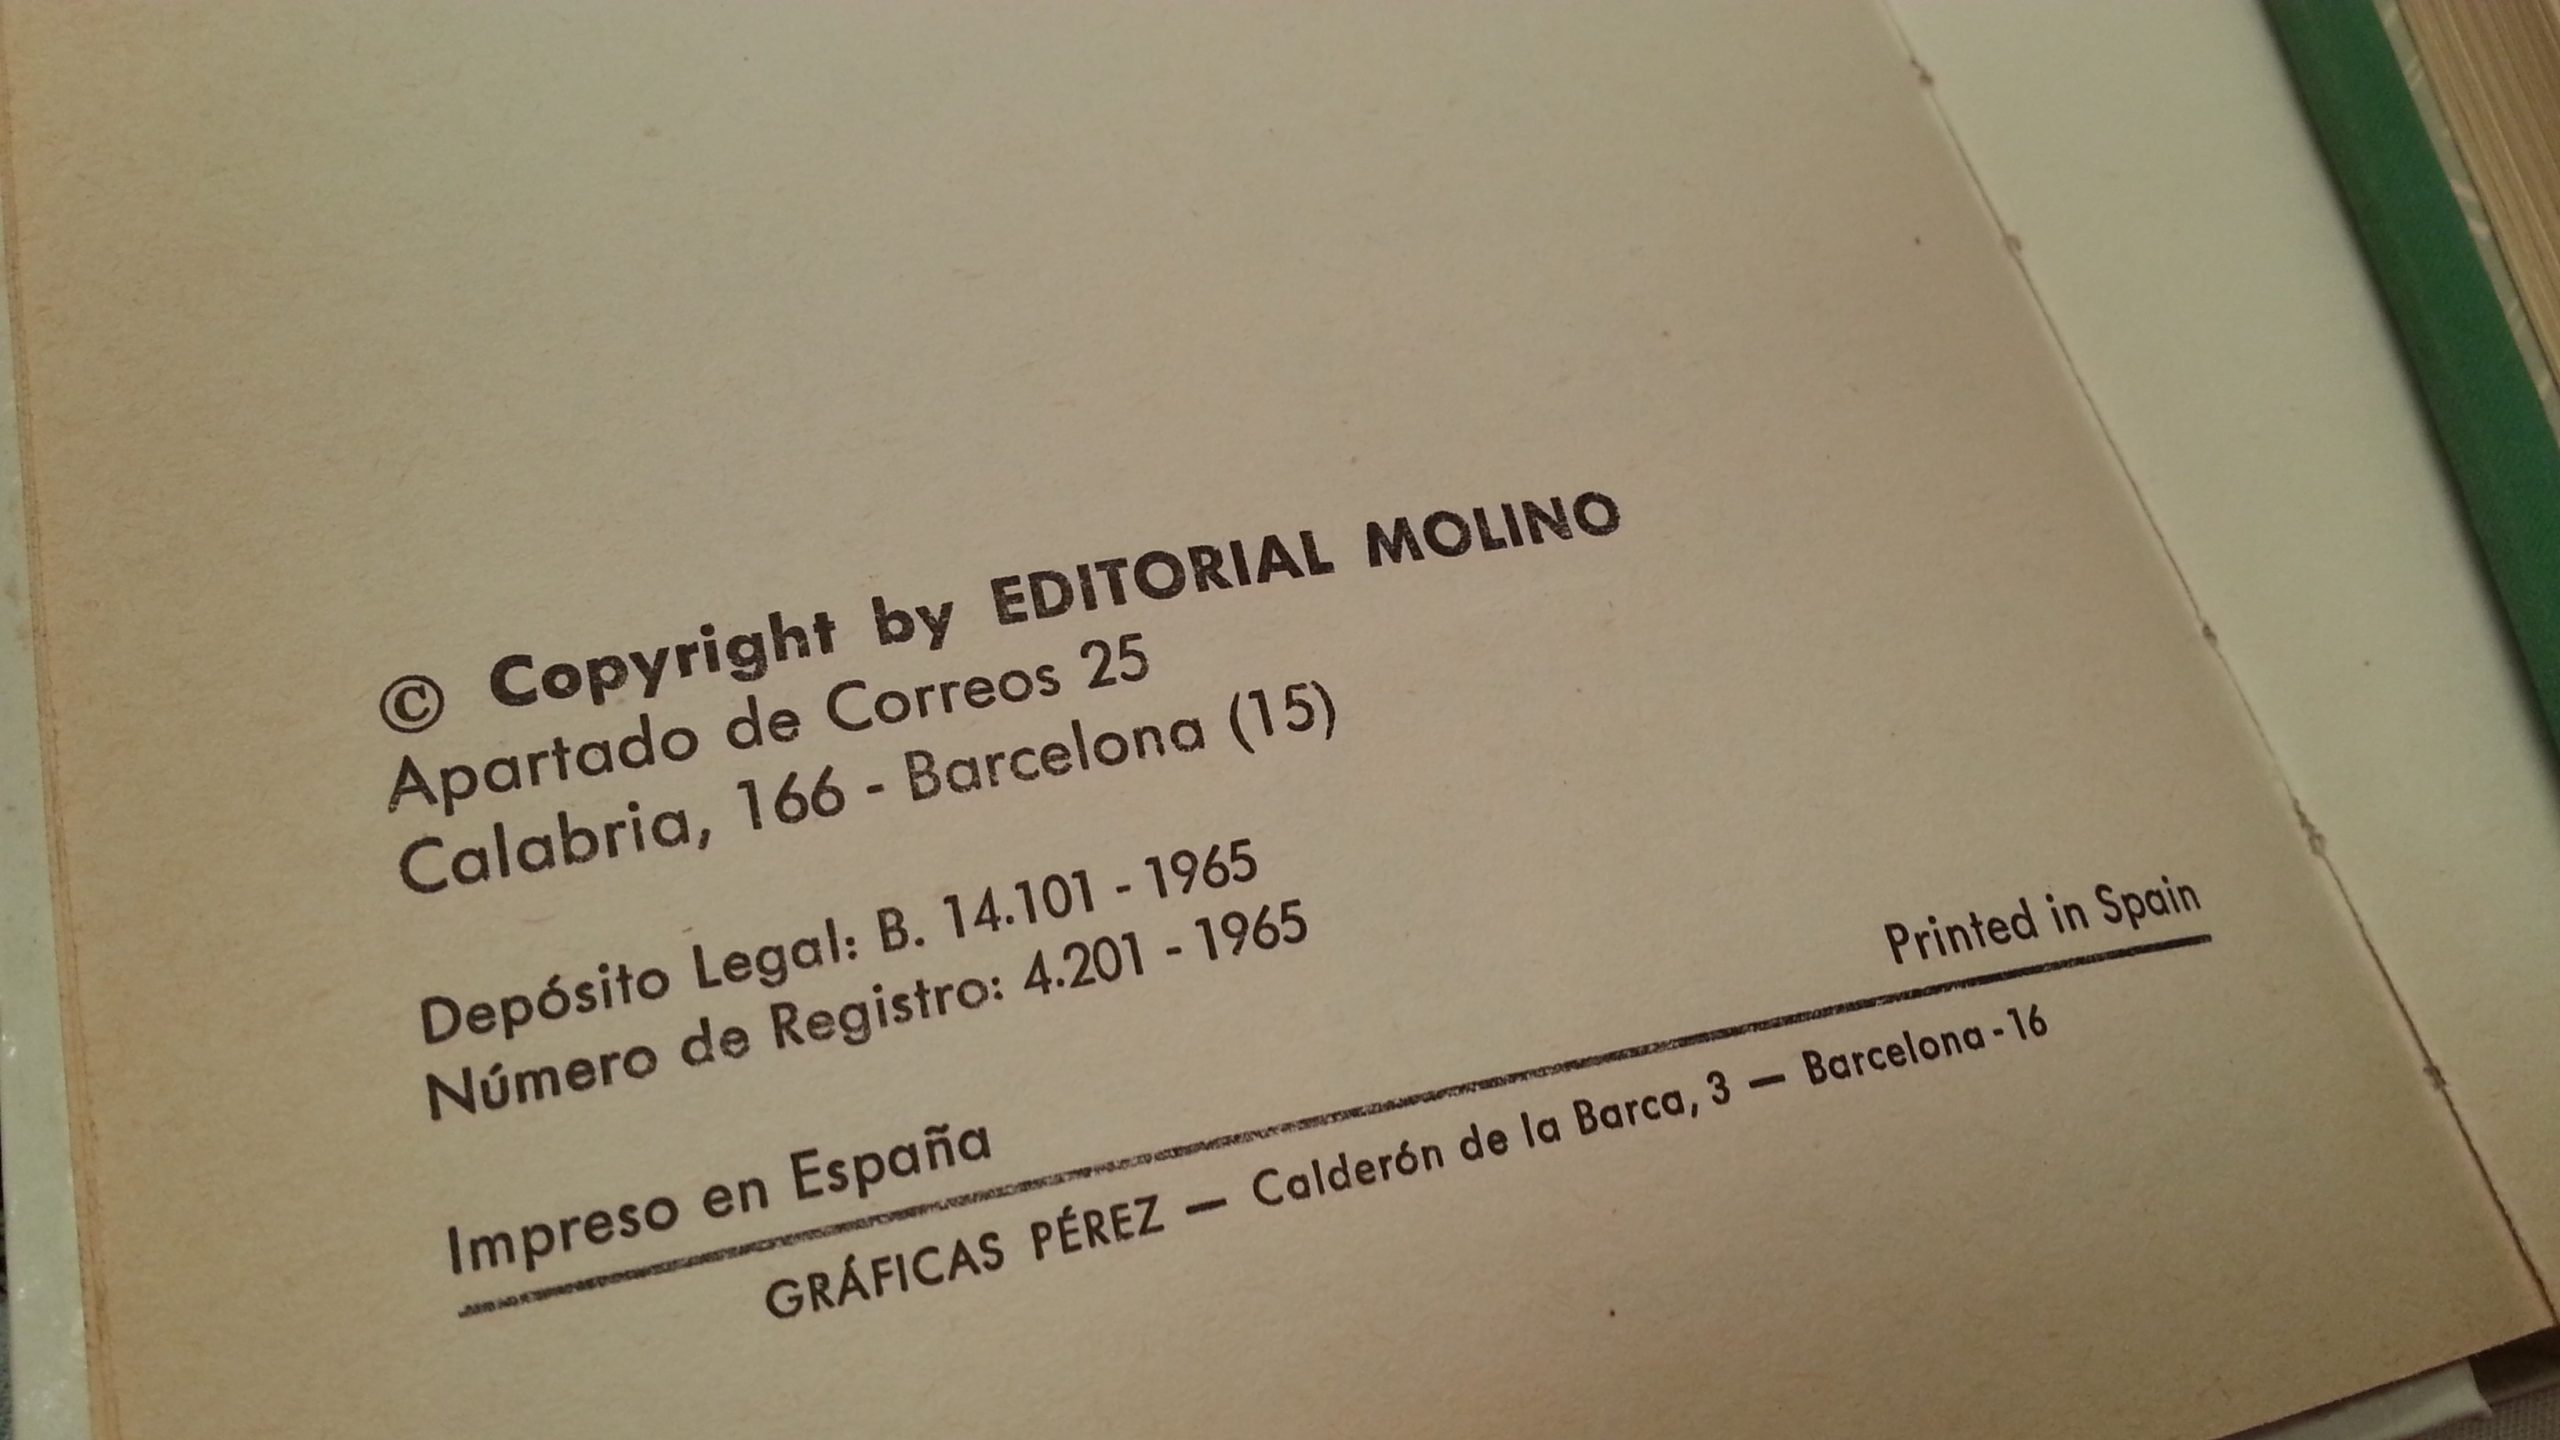 © Copyright by EDITORIAL MOLINO
Apartado de Correos 25
Calabria, 166 - Barcelona (15)
Depósito Legal: B. 14.101 - 1965
Número de Registro: 4.201 - 1965
Impreso en España
Printed in Spain
GRÁFICAS PÉREZ — Calderón de la Barca, 3 — Barcelona - 16